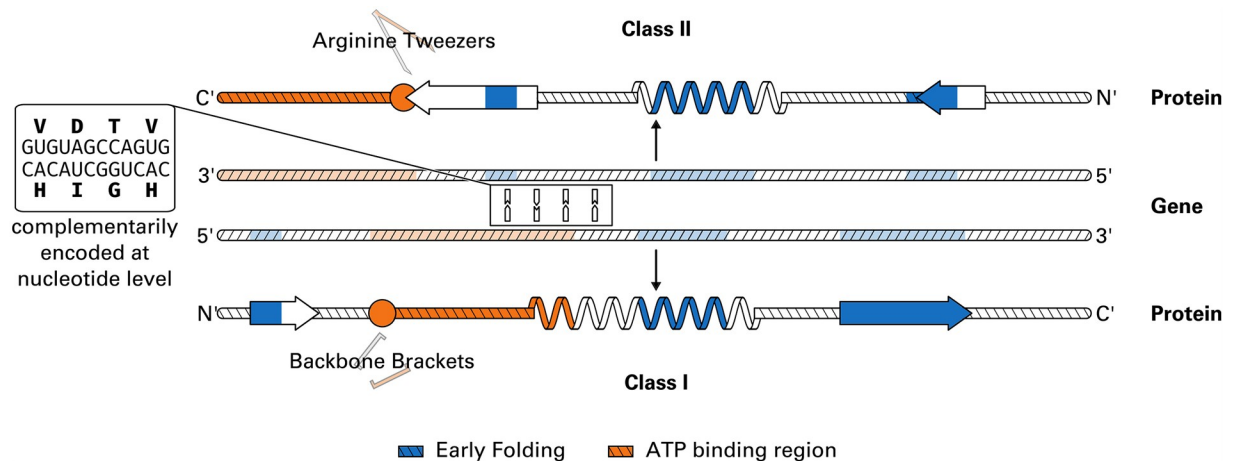 Class II
Arginine Tweezers
C'
N'
Protein
V D T V
GUGUAGCCAGUG
CACAUCGGUCAC
H I G H
complementarily
encoded at
nucleotide level
3'
5'
Gene
5'
3'
N'
C'
Protein
Backbone Brackets
Class I
Early Folding
ATP binding region